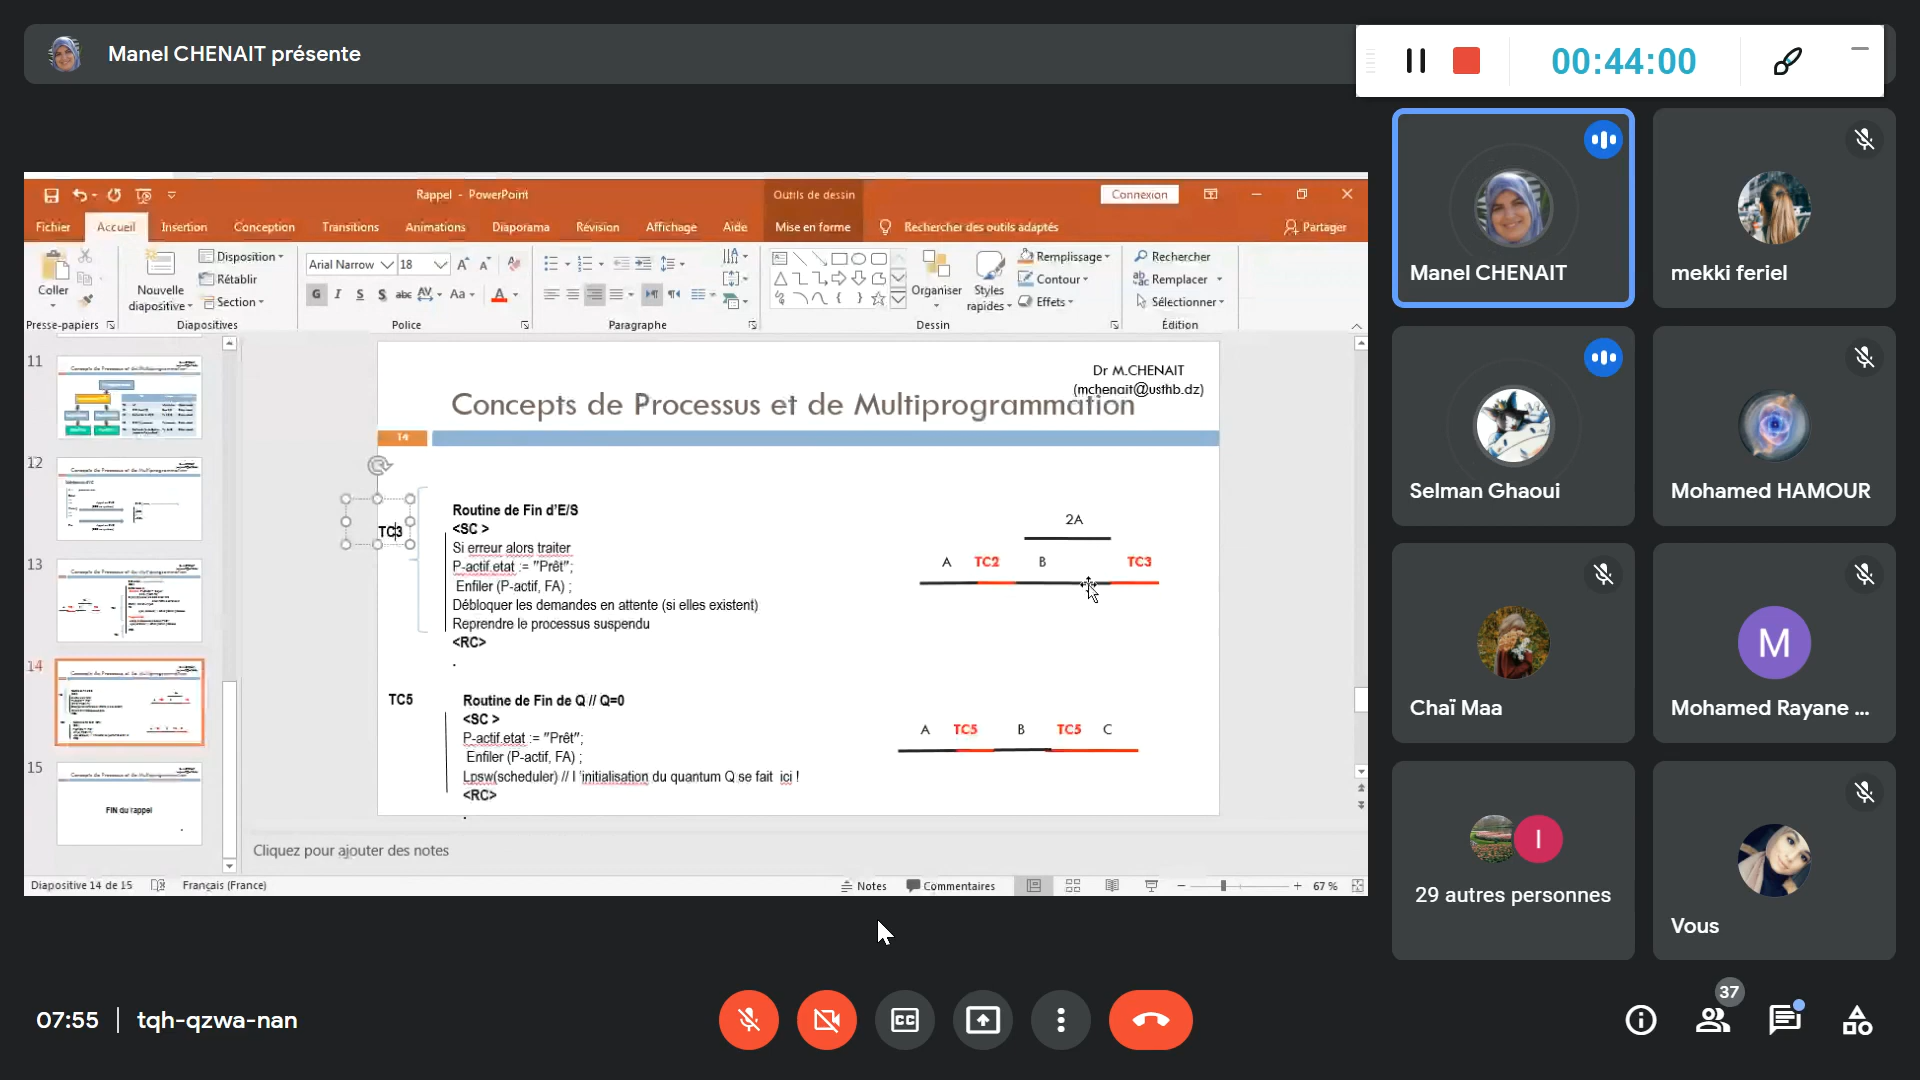 Manel CHENAIT présente
00:44:00
Rappel - PowerPoint
Outils de dessin
Connexion
Fichier
Accueil
Insertion
Conception
Transitions
Animations
Diaporama
Révision
Affichage
Aide
Mise en forme
Rechercher des outils adaptés
Partager
Coller
Presse-papiers
Nouvelle
diapositive
Disposition
Rétablir
Section
Diapositives
Arial Narrow
18
G I S S abc AV Aa A
Police
Paragraphe
Organiser
Styles
rapides
Remplissage
Contour
Effets
Dessin
Rechercher
Remplacer
Sélectionner
Édition
11
12
13
14
15
FIN du rappel
Dr M.CHENAIT
(mchenait@usthb.dz)
Concepts de Processus et de Multiprogrammation
14
TC3
Routine de Fin d'E/S
<SC >
Si erreur alors traiter
P-actif.etat := "Prêt";
Enfiler (P-actif, FA) ;
Débloquer les demandes en attente (si elles existent)
Reprendre le processus suspendu
<RC>
.
2A
A TC2 B TC3
TC5
Routine de Fin de Q // Q=0
<SC >
P-actif.etat := "Prêt";
Enfiler (P-actif, FA) ;
Lpsw(scheduler) // l 'initialisation du quantum Q se fait ici !
<RC>
.
A TC5 B TC5 C
Cliquez pour ajouter des notes
Diapositive 14 de 15
Français (France)
Notes
Commentaires
67 %
Manel CHENAIT
mekki feriel
Selman Ghaoui
Mohamed HAMOUR
Chaï Maa
M
Mohamed Rayane ...
I
29 autres personnes
Vous
07:55
tqh-qzwa-nan
CC
37